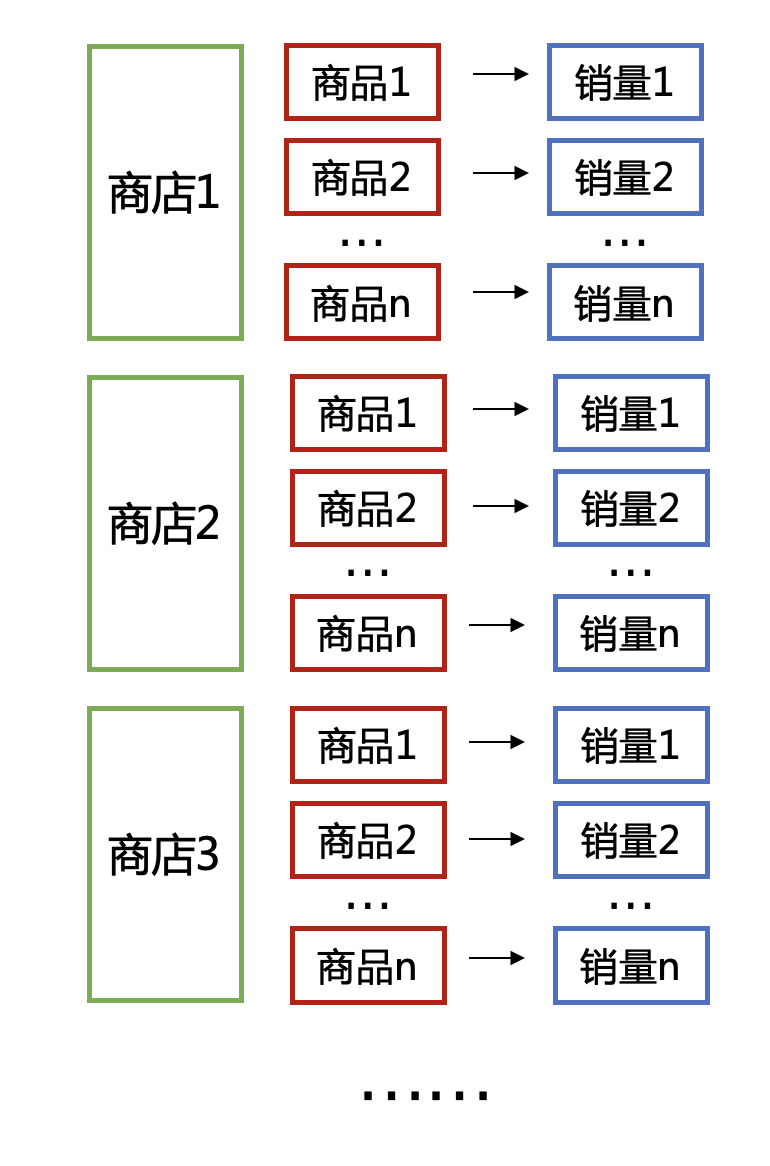 商店1
商品1 → 销量1
商品2 → 销量2
... ...
商品n → 销量n
商店2
商品1 → 销量1
商品2 → 销量2
... ...
商品n → 销量n
商店3
商品1 → 销量1
商品2 → 销量2
... ...
商品n → 销量n
......